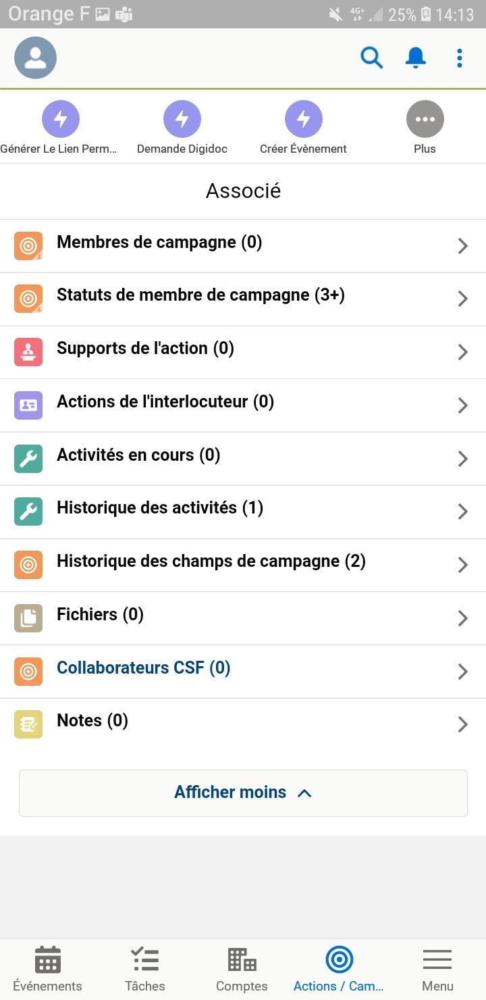 Orange F 4G+ 25% 14:13
Générer Le Lien Perm... Demande Digidoc Créer Évènement Plus
Associé
Membres de campagne (0)
Statuts de membre de campagne (3+)
Supports de l'action (0)
Actions de l'interlocuteur (0)
Activités en cours (0)
Historique des activités (1)
Historique des champs de campagne (2)
Fichiers (0)
Collaborateurs CSF (0)
Notes (0)
Afficher moins
Événements Tâches Comptes Actions / Cam... Menu